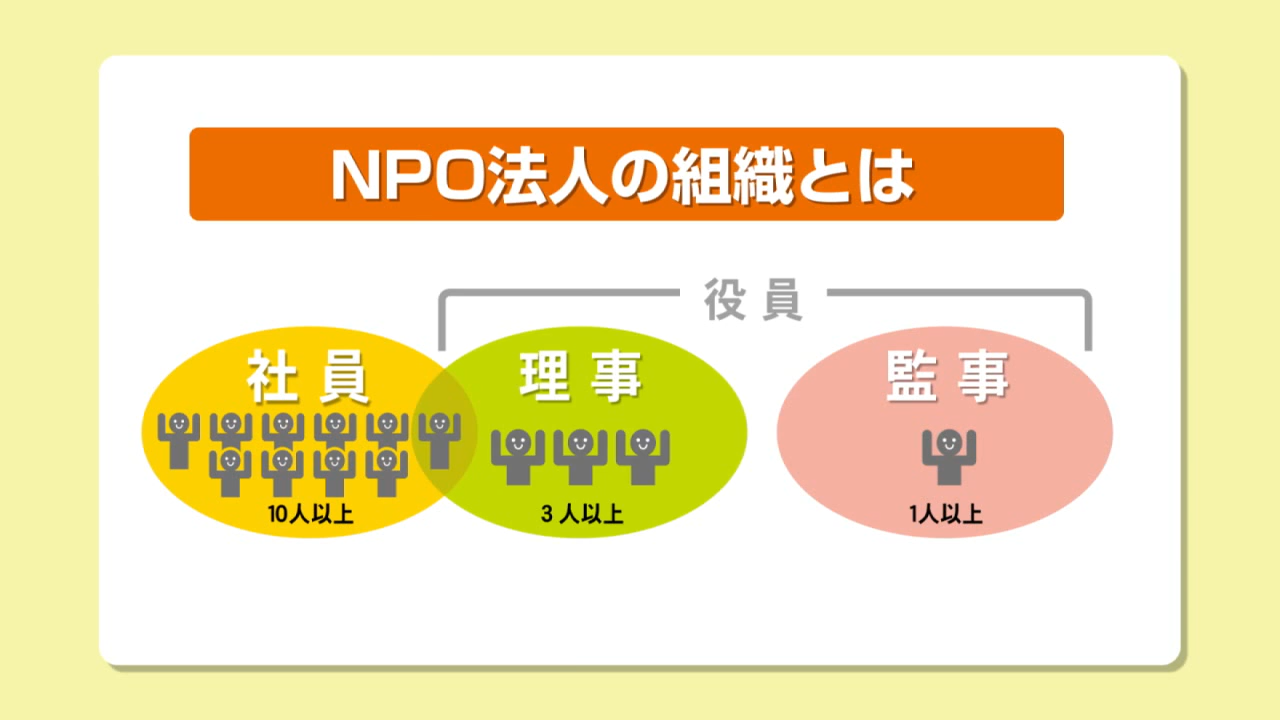 NPO法人の組織とは
役員
社員
理事
監事
10人以上
3人以上
1人以上